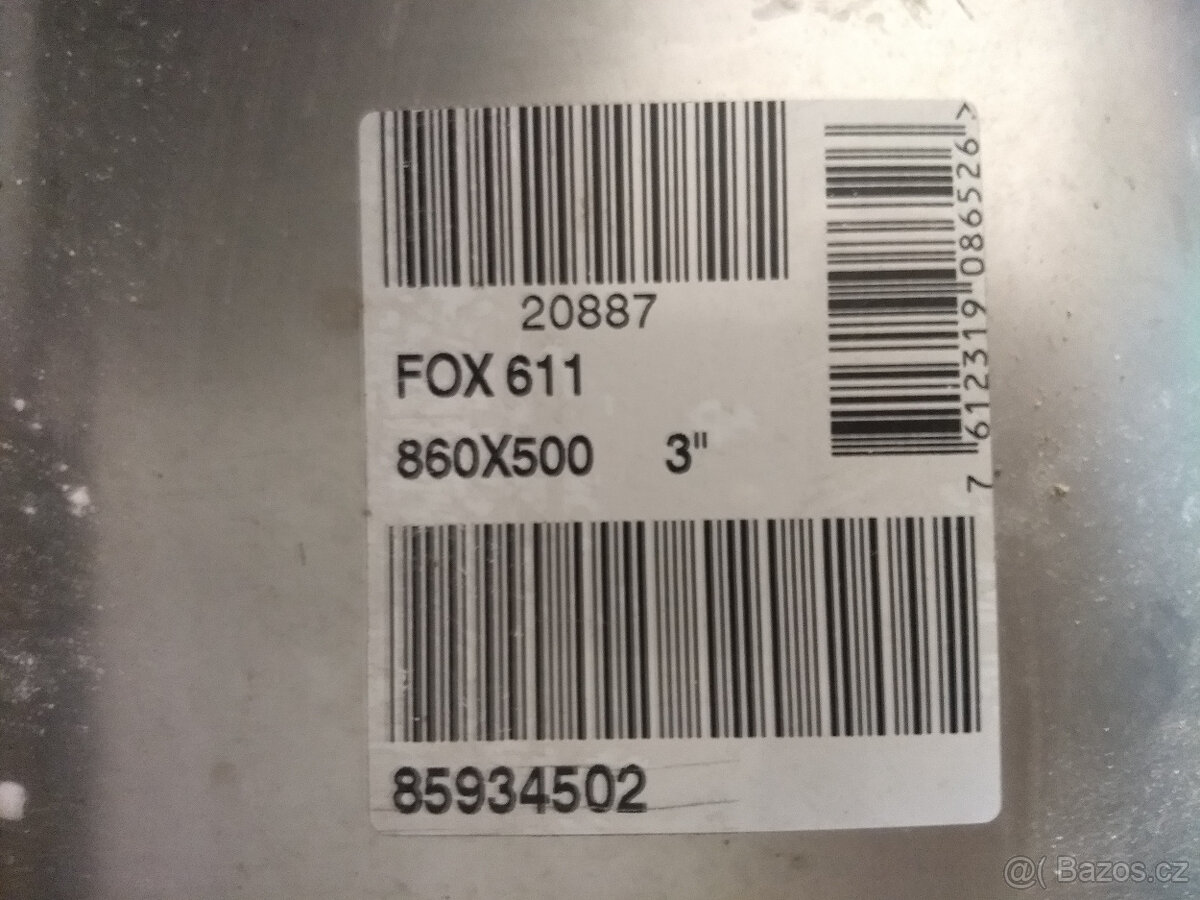 20887
FOX 611
860X500 3"
7 612319 086526 >
85934502
@( Bazos.cz